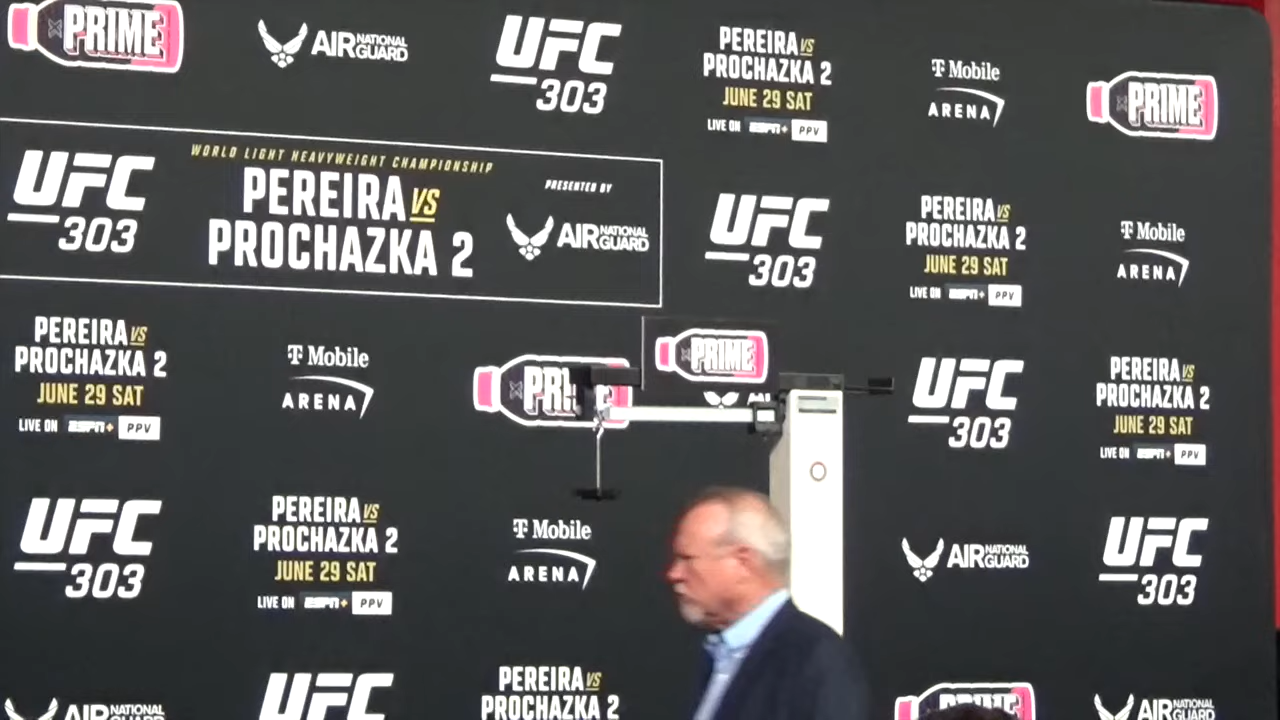 PRIME
AIR NATIONAL GUARD
UFC
303
PEREIRA VS
PROCHAZKA 2
JUNE 29 SAT
LIVE ON ESPN+ PPV
T Mobile
ARENA
PRIME
UFC
303
WORLD LIGHT HEAVYWEIGHT CHAMPIONSHIP
PEREIRA VS
PROCHAZKA 2
PRESENTED BY
AIR NATIONAL GUARD
UFC
303
PEREIRA VS
PROCHAZKA 2
JUNE 29 SAT
LIVE ON ESPN+ PPV
T Mobile
ARENA
PEREIRA VS
PROCHAZKA 2
JUNE 29 SAT
LIVE ON ESPN+ PPV
T Mobile
ARENA
PRIME
UFC
303
PEREIRA VS
PROCHAZKA 2
JUNE 29 SAT
LIVE ON ESPN+ PPV
UFC
303
PEREIRA VS
PROCHAZKA 2
JUNE 29 SAT
LIVE ON ESPN+ PPV
T Mobile
ARENA
AIR NATIONAL GUARD
UFC
303
AIR NATIONAL GUARD
UFC
PEREIRA VS
PROCHAZKA 2
PRIME
AIR NATIONAL GUARD